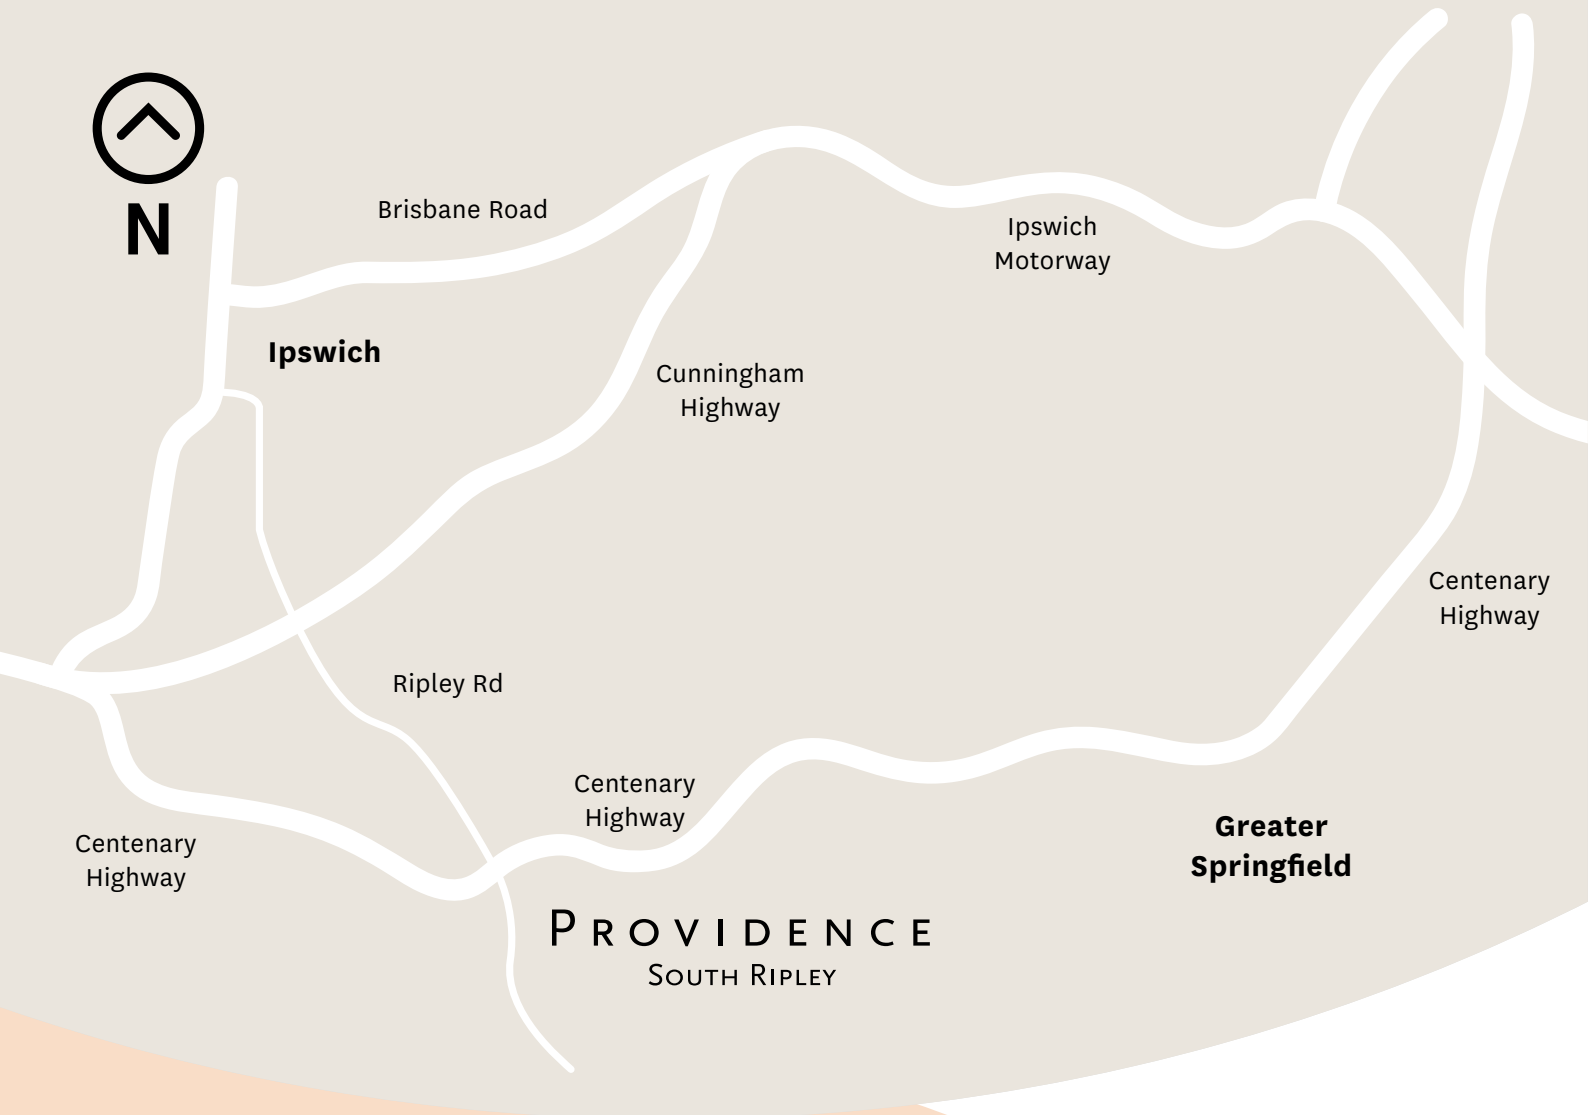 N
Brisbane Road
Ipswich
Motorway
Ipswich
Cunningham
Highway
Centenary
Highway
Ripley Rd
Centenary
Highway
Greater
Springfield
Centenary
Highway
PROVIDENCE
SOUTH RIPLEY